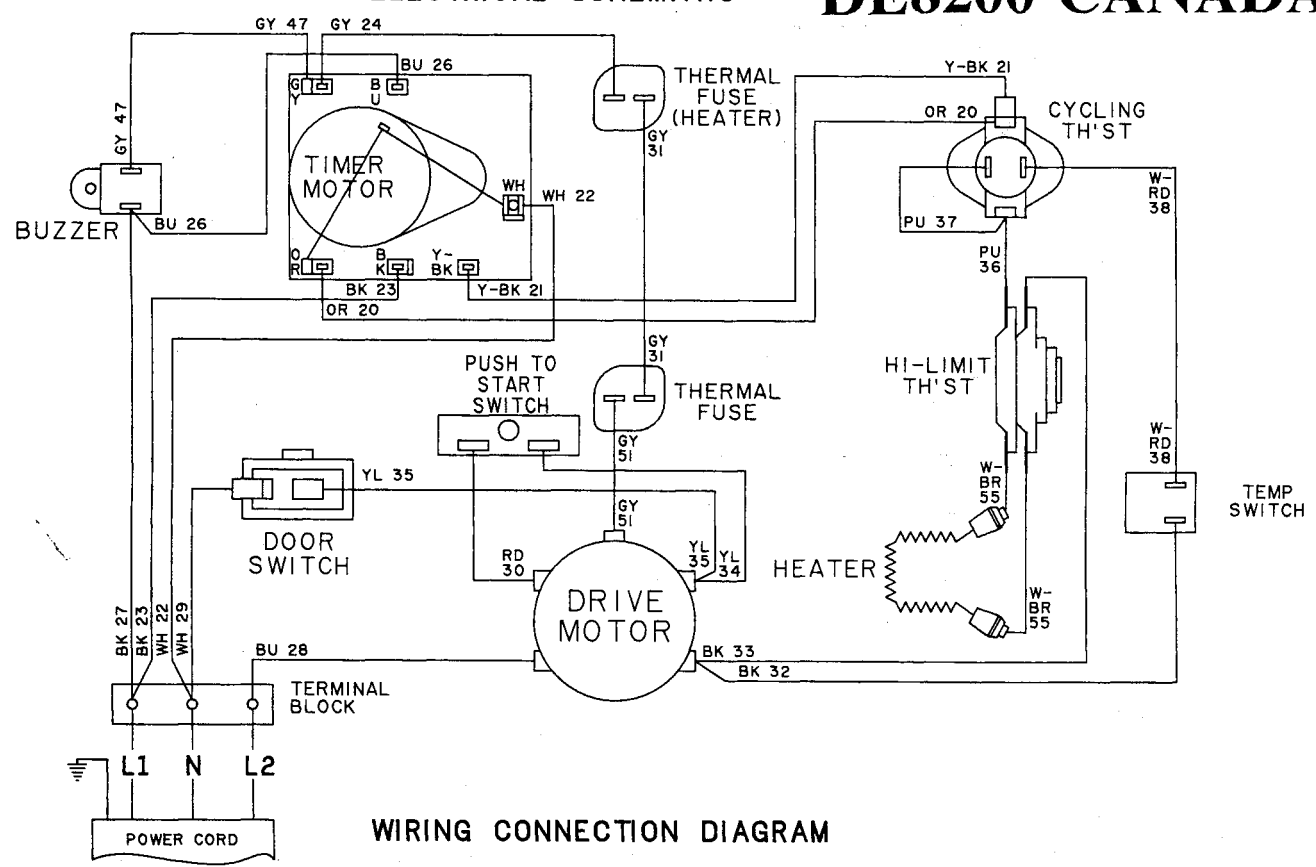 DE8200 CANADA
GY 47
GY 24
BU 26
GY
BU
GY 47
TIMER
MOTOR
WH
WH 22
BUZZER
BU 26
OR
BK
Y-
BK
BK 23
OR 20
Y-BK 21
THERMAL
FUSE
(HEATER)
GY
31
GY
31
THERMAL
FUSE
GY
51
GY
51
Y-BK 21
OR 20
CYCLING
TH'ST
W-
RD
38
PU 37
PU
36
HI-LIMIT
TH'ST
W-
RD
38
W-
BR
55
TEMP
SWITCH
PUSH TO
START
SWITCH
YL 35
DOOR
SWITCH
RD
30
YL
35
YL
34
DRIVE
MOTOR
HEATER
W-
BR
55
BK 33
BK 32
BK 27
BK 23
WH 22
WH 29
BU 28
TERMINAL
BLOCK
L1 N L2
POWER CORD
WIRING CONNECTION DIAGRAM